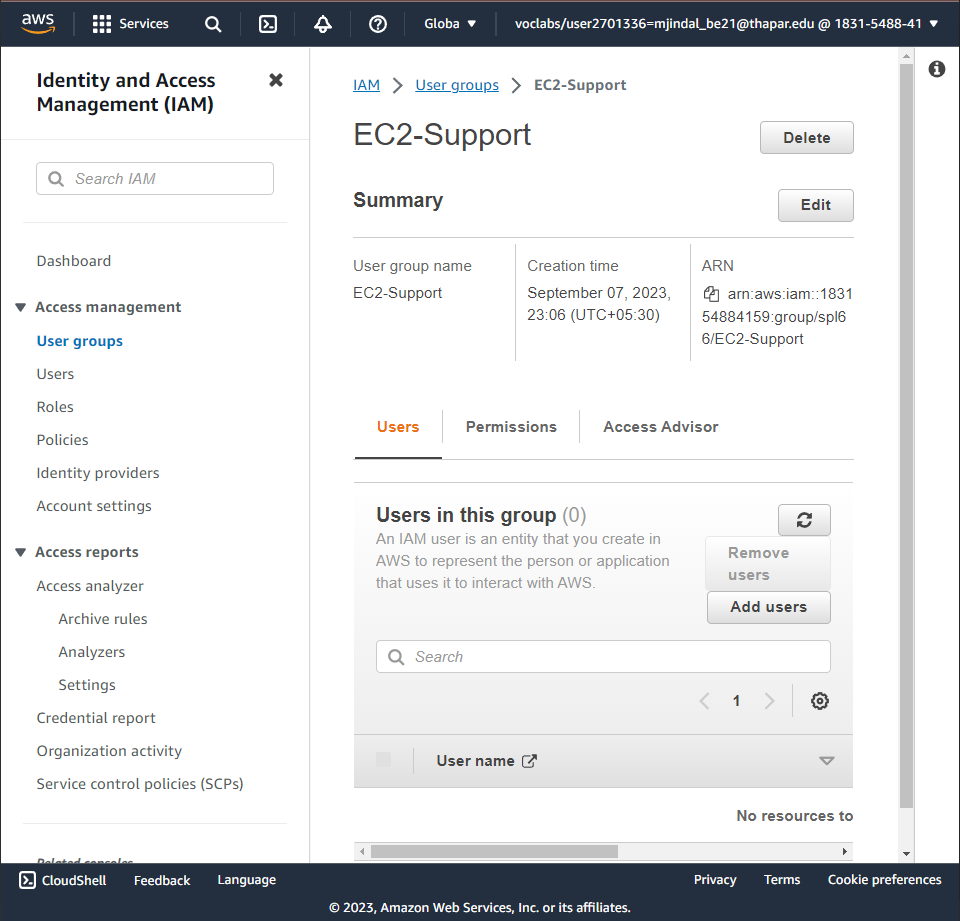 aws
Services
Globa
voclabs/user2701336=mjindal_be21@thapar.edu @ 1831-5488-41
Identity and Access
Management (IAM)
Search IAM
Dashboard
Access management
User groups
Users
Roles
Policies
Identity providers
Account settings
Access reports
Access analyzer
Archive rules
Analyzers
Settings
Credential report
Organization activity
Service control policies (SCPs)
Related consoles
IAM > User groups > EC2-Support
EC2-Support
Delete
Summary
Edit
User group name
EC2-Support
Creation time
September 07, 2023,
23:06 (UTC+05:30)
ARN
arn:aws:iam::1831
54884159:group/spl6
6/EC2-Support
Users
Permissions
Access Advisor
Users in this group (0)
An IAM user is an entity that you create in
AWS to represent the person or application
that uses it to interact with AWS.
Remove
users
Add users
Search
1
User name
No resources to
CloudShell
Feedback
Language
Privacy
Terms
Cookie preferences
© 2023, Amazon Web Services, Inc. or its affiliates.